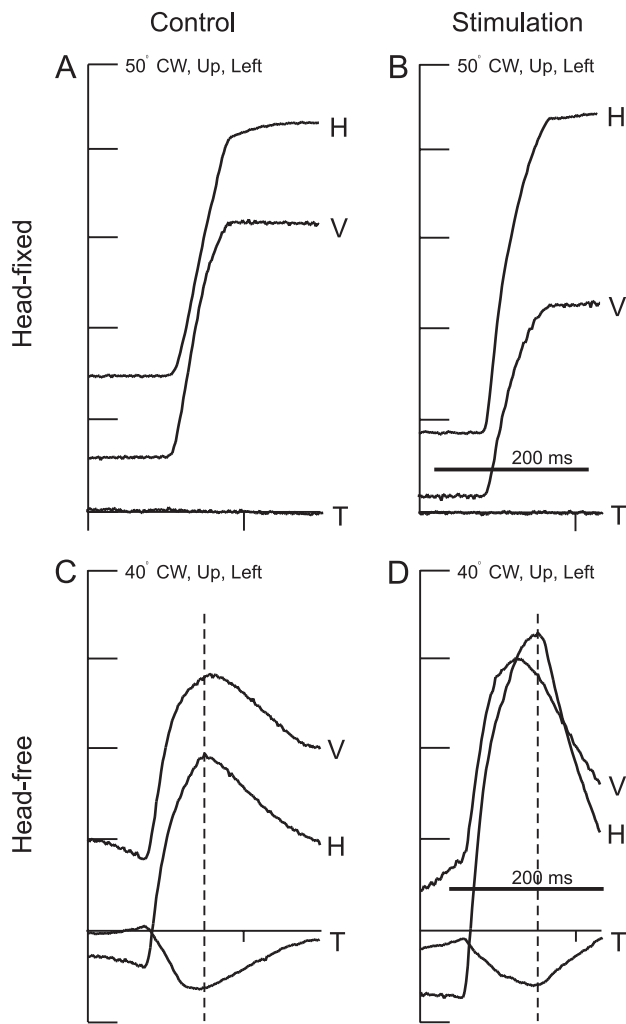 Control
Stimulation
A
50° CW, Up, Left
H
V
T
B
50° CW, Up, Left
H
V
200 ms
T
Head-fixed
C
40° CW, Up, Left
V
H
T
D
40° CW, Up, Left
V
H
200 ms
T
Head-free